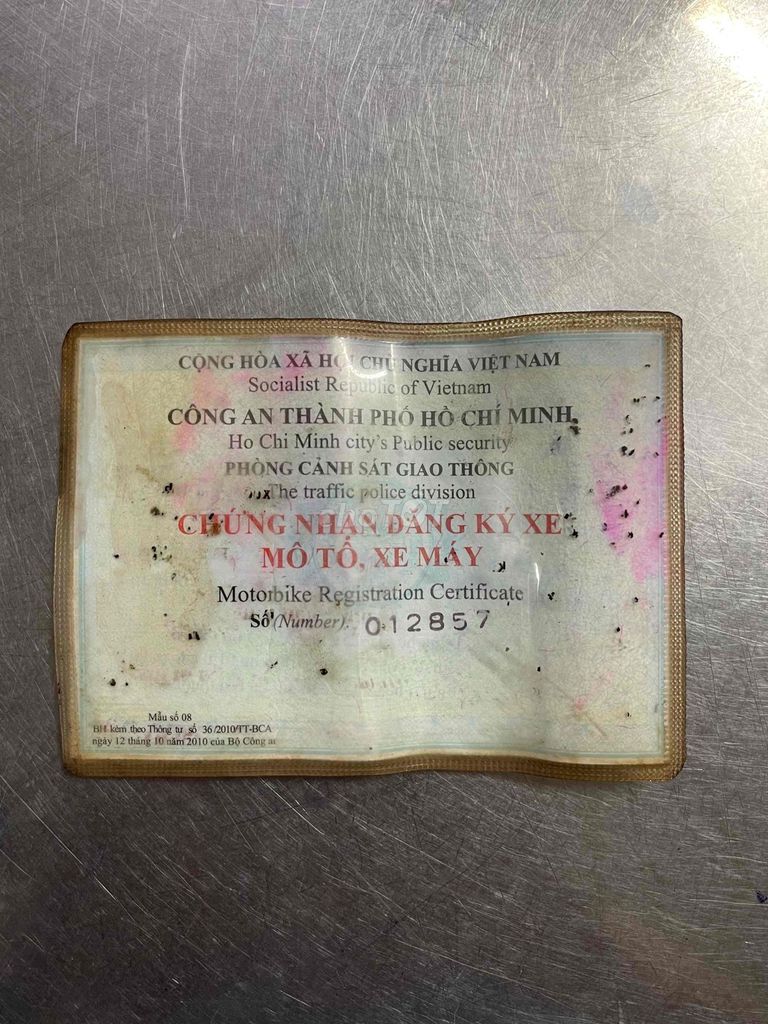 CỘNG HÒA XÃ HỘI CHỦ NGHĨA VIỆT NAM
Socialist Republic of Vietnam
CÔNG AN THÀNH PHỐ HỒ CHÍ MINH
Ho Chi Minh city's Public security
PHÒNG CẢNH SÁT GIAO THÔNG
The traffic police division
CHỨNG NHẬN ĐĂNG KÝ XE
MÔ TÔ, XE MÁY
Motorbike Registration Certificate
Số (Number): 012857
Mẫu số 08
BH kèm theo Thông tư số 36/2010/TT-BCA
ngày 12 tháng 10 năm 2010 của Bộ Công an